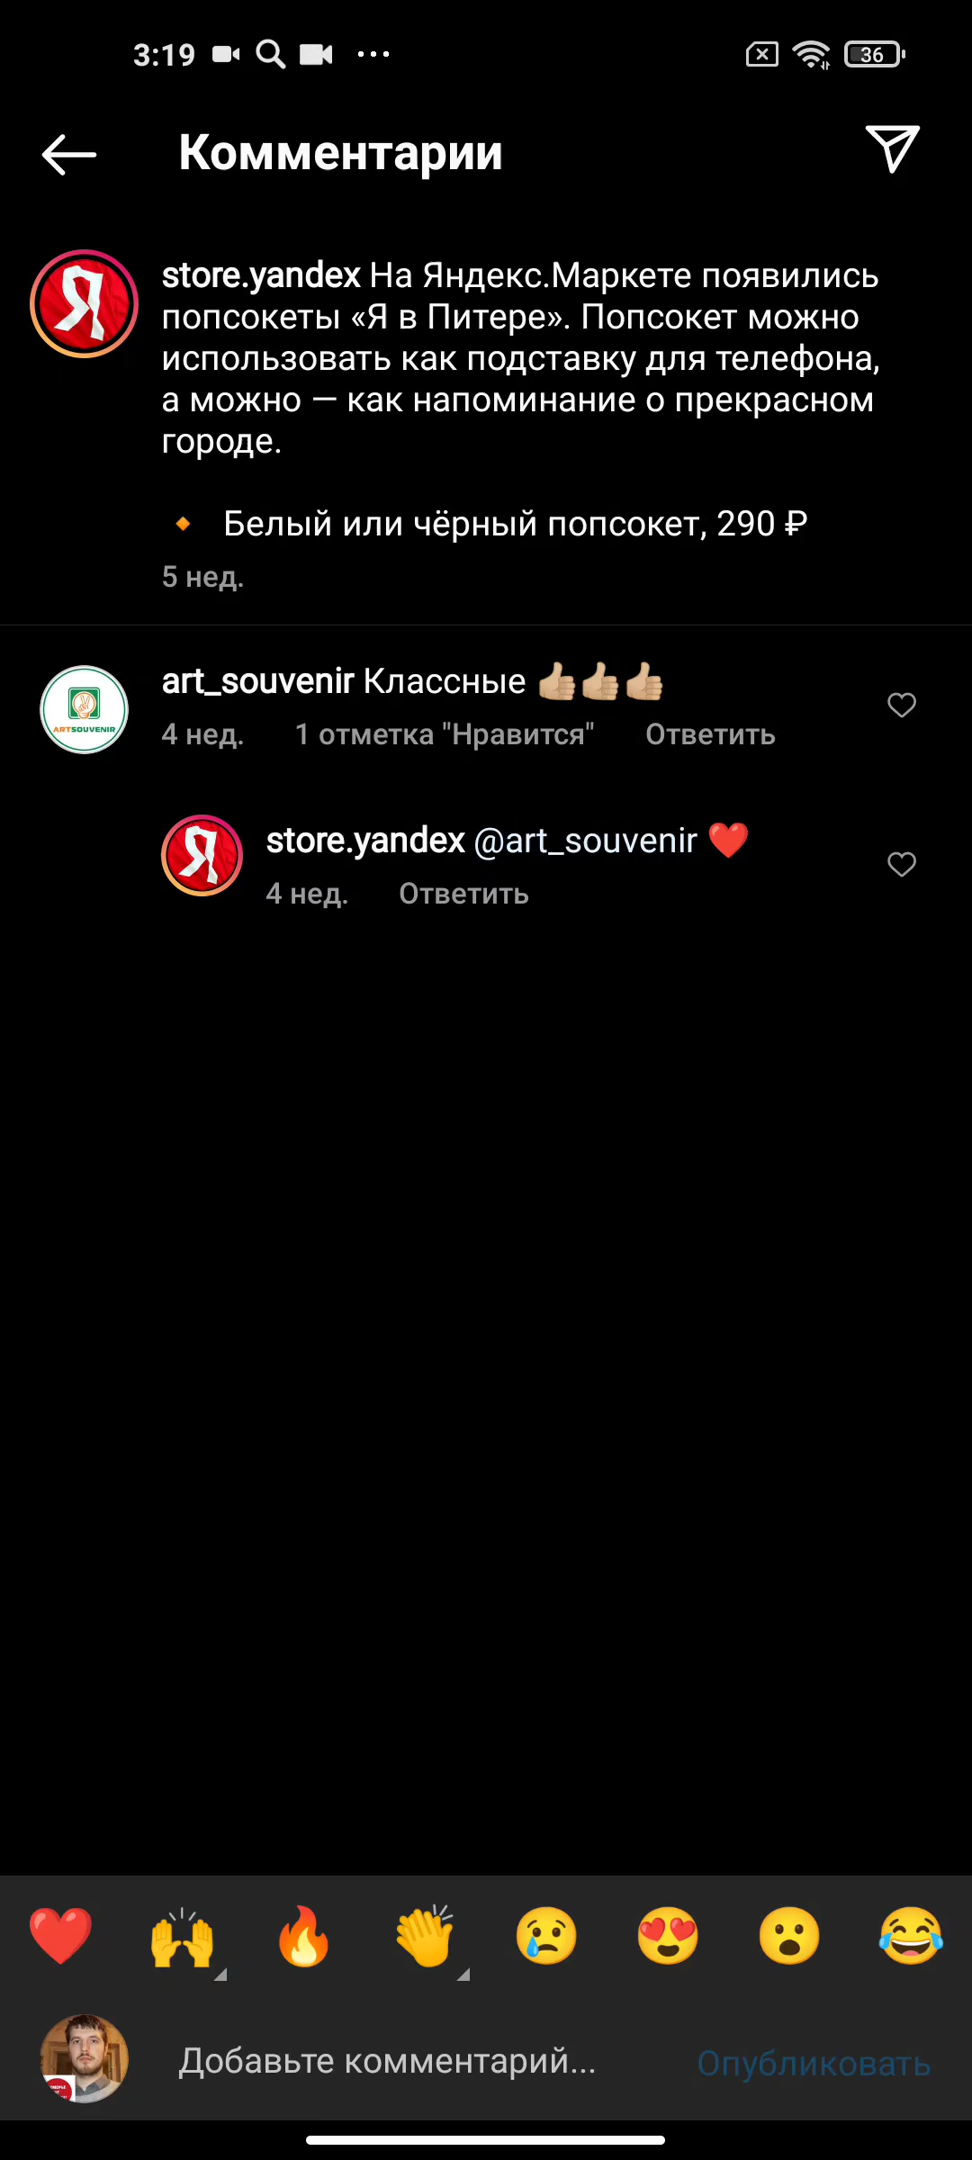 3:19
36
Комментарии
store.yandex На Яндекс.Маркете появились
попсокеты «Я в Питере». Попсокет можно
использовать как подставку для телефона,
а можно — как напоминание о прекрасном
городе.
🔸 Белый или чёрный попсокет, 290 ₽
5 нед.
art_souvenir Классные 👍🏼👍🏼👍🏼
ARTSOUVENIR
4 нед. 1 отметка "Нравится" Ответить
store.yandex @art_souvenir ❤️
4 нед. Ответить
Добавьте комментарий...
Опубликовать